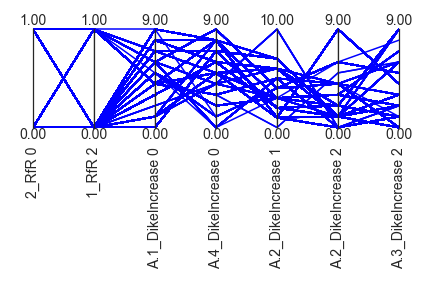 1.00 1.00 9.00 9.00 10.00 9.00 9.00
0.00 0.00 0.00 0.00 0.00 0.00 0.00
2_RfR 0
1_RfR 2
A.1_DikeIncrease 0
A.4_DikeIncrease 0
A.2_DikeIncrease 1
A.2_DikeIncrease 2
A.3_DikeIncrease 2